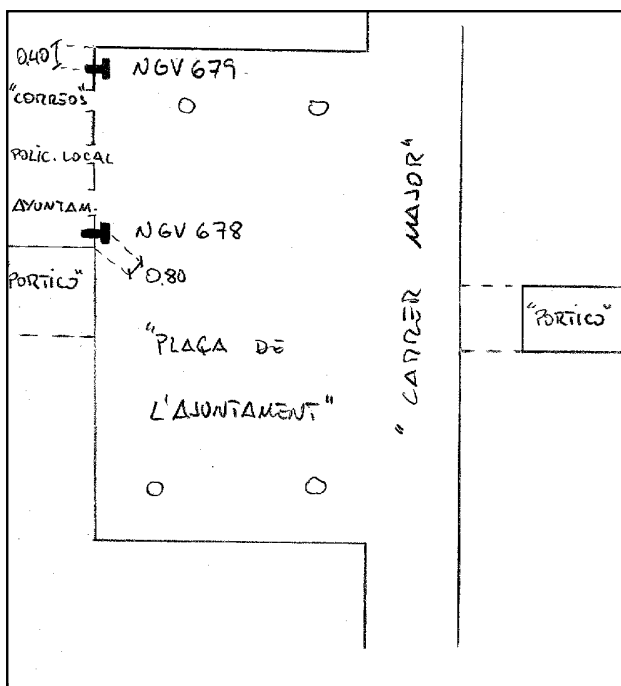 0.40
NGV 679
"CORREOS"
POLIC. LOCAL
AYUNTAM.
NGV 678
0.80
"PORTICO"
"PLAÇA DE
L'AJUNTAMENT"
"CARRER MAJOR"
"PORTICO"